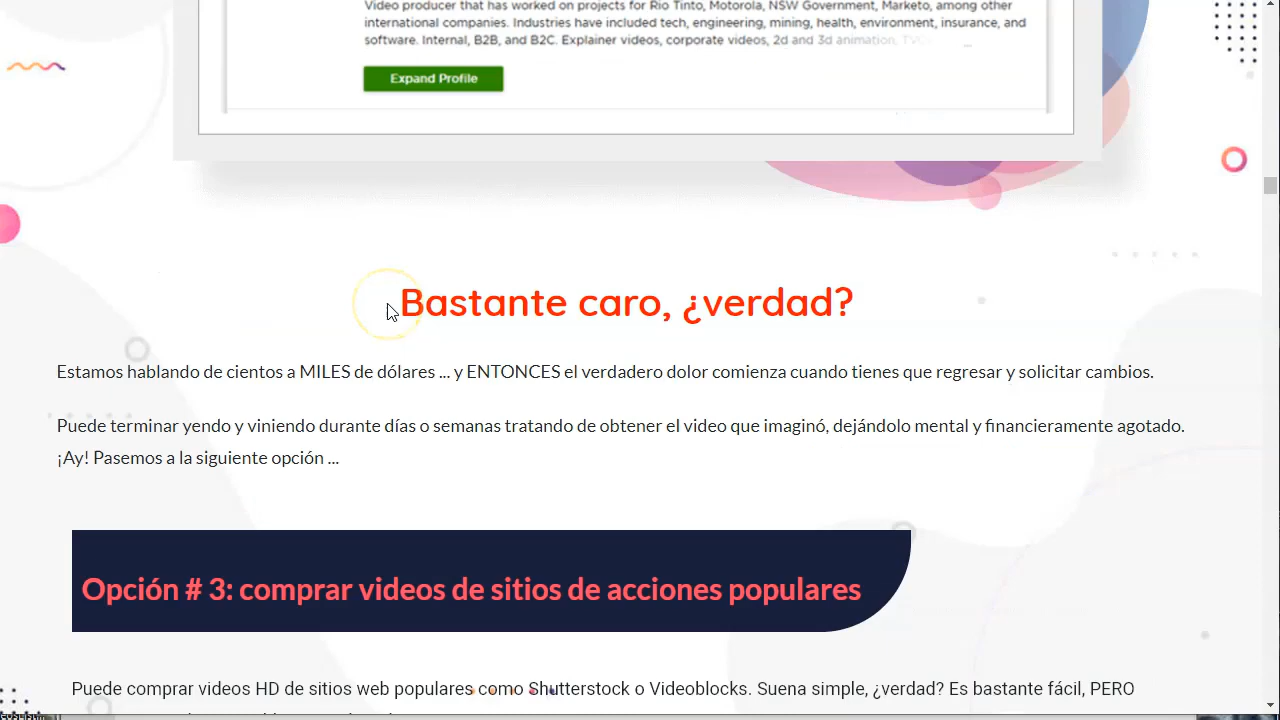 Video producer that has worked on projects for Rio Tinto, Motorola, NSW Government, Marketo, among other
international companies. Industries have included tech, engineering, mining, health, environment, insurance, and
software. Internal, B2B, and B2C. Explainer videos, corporate videos, 2d and 3d animation,
Expand Profile
Bastante caro, ¿verdad?
Estamos hablando de cientos a MILES de dólares ... y ENTONCES el verdadero dolor comienza cuando tienes que regresar y solicitar cambios.
Puede terminar yendo y viniendo durante días o semanas tratando de obtener el video que imaginó, dejándolo mental y financieramente agotado.
¡Ay! Pasemos a la siguiente opción ...
Opción # 3: comprar videos de sitios de acciones populares
Puede comprar videos HD de sitios web populares como Shutterstock o Videoblocks. Suena simple, ¿verdad? Es bastante fácil, PERO